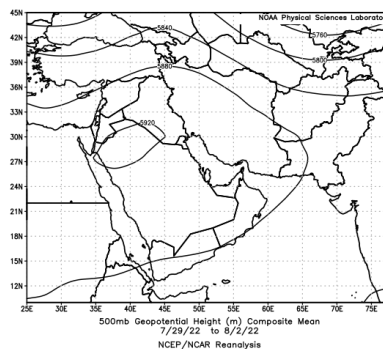 NOAA Physical Sciences Laborato
45N
42N
39N
36N
33N
30N
27N
24N
21N
18N
15N
12N
5840
5880
5920
5760
5800
25E 30E 35E 40E 45E 50E 55E 60E 65E 70E 75E
500mb Geopotential Height (m) Composite Mean
7/29/22 to 8/2/22
NCEP/NCAR Reanalysis